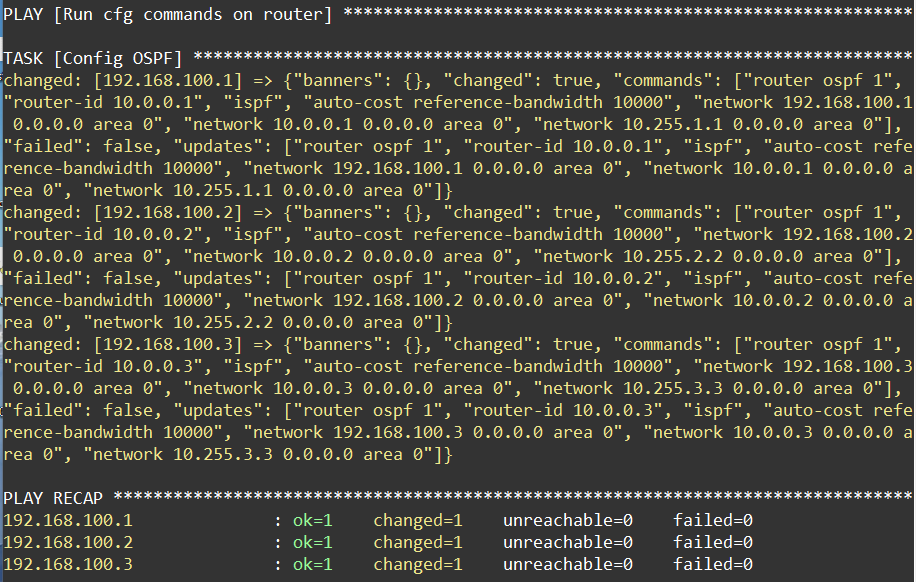 PLAY [Run cfg commands on router] *********************************************************
TASK [Config OSPF] ************************************************************************
changed: [192.168.100.1] => {"banners": {}, "changed": true, "commands": ["router ospf 1",
"router-id 10.0.0.1", "ispf", "auto-cost reference-bandwidth 10000", "network 192.168.100.1
0.0.0.0 area 0", "network 10.0.0.1 0.0.0.0 area 0", "network 10.255.1.1 0.0.0.0 area 0"],
"failed": false, "updates": ["router ospf 1", "router-id 10.0.0.1", "ispf", "auto-cost refe
rence-bandwidth 10000", "network 192.168.100.1 0.0.0.0 area 0", "network 10.0.0.1 0.0.0.0 a
rea 0", "network 10.255.1.1 0.0.0.0 area 0"]}
changed: [192.168.100.2] => {"banners": {}, "changed": true, "commands": ["router ospf 1",
"router-id 10.0.0.2", "ispf", "auto-cost reference-bandwidth 10000", "network 192.168.100.2
0.0.0.0 area 0", "network 10.0.0.2 0.0.0.0 area 0", "network 10.255.2.2 0.0.0.0 area 0"],
"failed": false, "updates": ["router ospf 1", "router-id 10.0.0.2", "ispf", "auto-cost refe
rence-bandwidth 10000", "network 192.168.100.2 0.0.0.0 area 0", "network 10.0.0.2 0.0.0.0 a
rea 0", "network 10.255.2.2 0.0.0.0 area 0"]}
changed: [192.168.100.3] => {"banners": {}, "changed": true, "commands": ["router ospf 1",
"router-id 10.0.0.3", "ispf", "auto-cost reference-bandwidth 10000", "network 192.168.100.3
0.0.0.0 area 0", "network 10.0.0.3 0.0.0.0 area 0", "network 10.255.3.3 0.0.0.0 area 0"],
"failed": false, "updates": ["router ospf 1", "router-id 10.0.0.3", "ispf", "auto-cost refe
rence-bandwidth 10000", "network 192.168.100.3 0.0.0.0 area 0", "network 10.0.0.3 0.0.0.0 a
rea 0", "network 10.255.3.3 0.0.0.0 area 0"]}
PLAY RECAP ********************************************************************************
192.168.100.1 : ok=1 changed=1 unreachable=0 failed=0
192.168.100.2 : ok=1 changed=1 unreachable=0 failed=0
192.168.100.3 : ok=1 changed=1 unreachable=0 failed=0